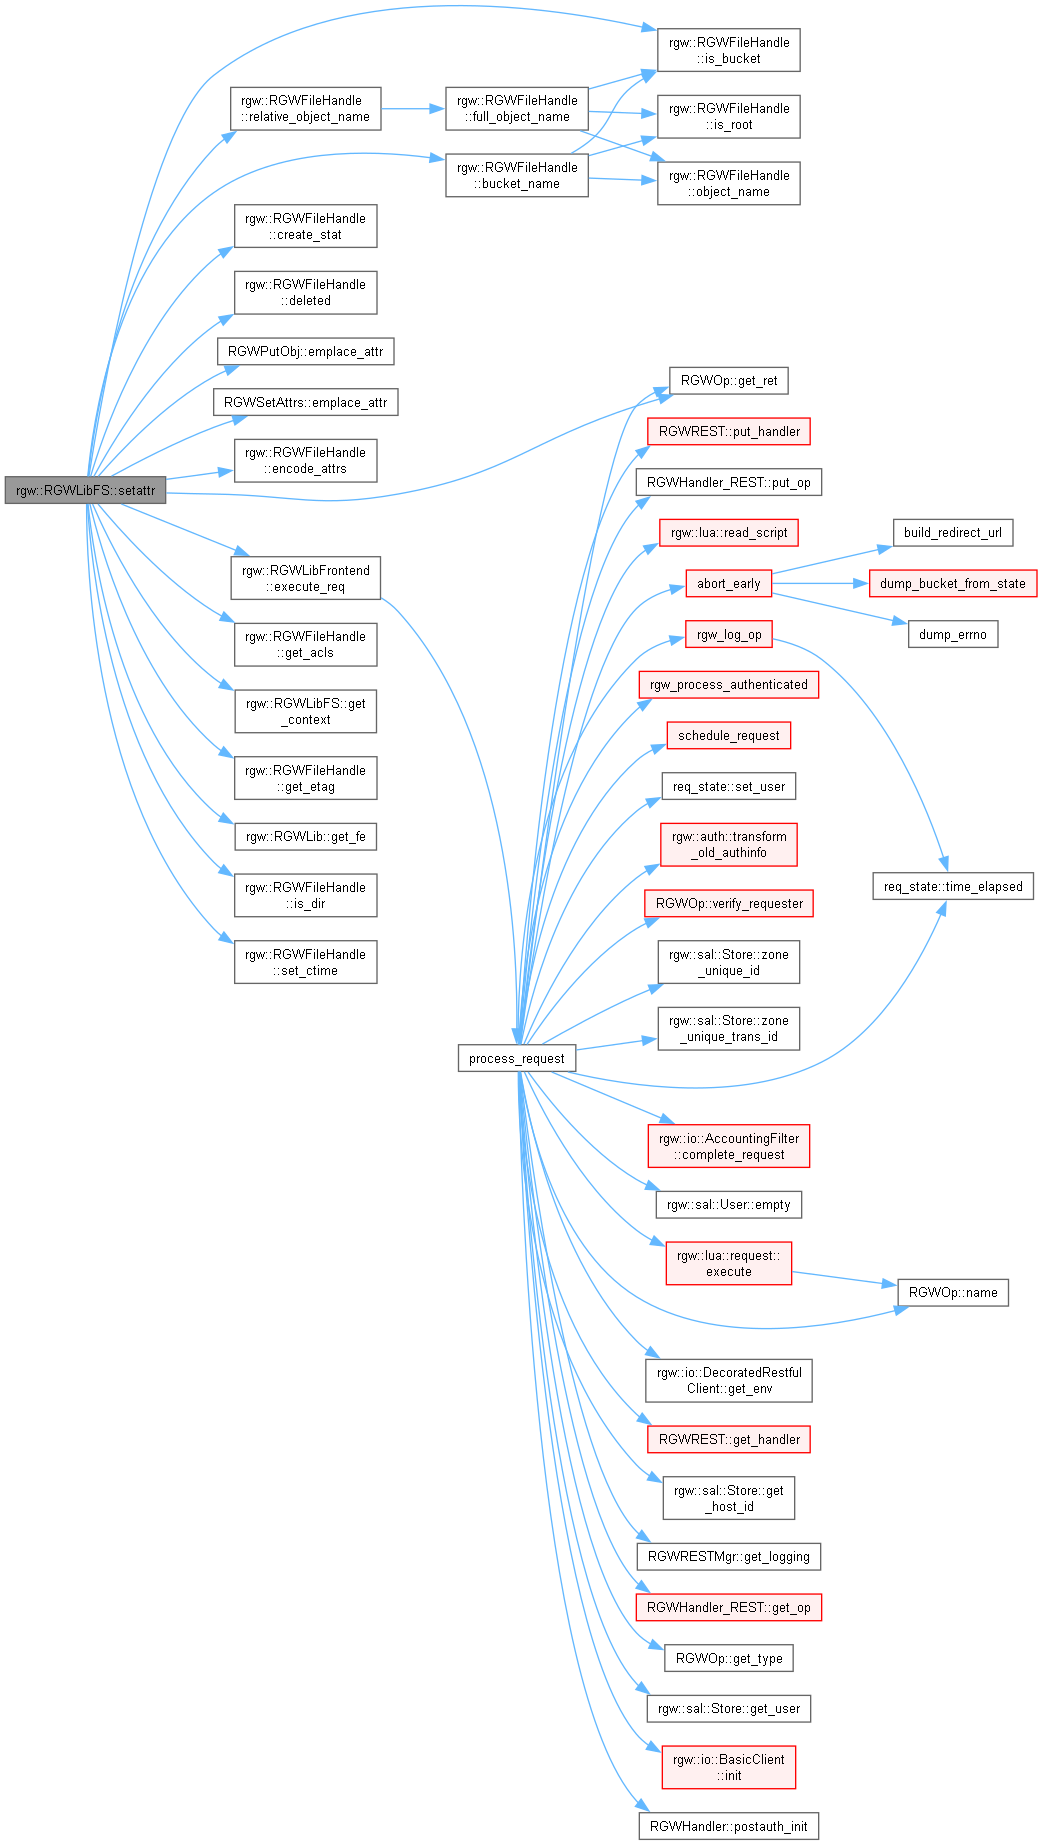 rgw::RGWLibFS::setattr
rgw::RGWFileHandle
::is_bucket
rgw::RGWFileHandle
::relative_object_name
rgw::RGWFileHandle
::full_object_name
rgw::RGWFileHandle
::is_root
rgw::RGWFileHandle
::bucket_name
rgw::RGWFileHandle
::object_name
rgw::RGWFileHandle
::create_stat
rgw::RGWFileHandle
::deleted
RGWPutObj::emplace_attr
RGWSetAttrs::emplace_attr
rgw::RGWFileHandle
::encode_attrs
rgw::RGWLibFrontend
::execute_req
rgw::RGWFileHandle
::get_acls
rgw::RGWLibFS::get
_context
rgw::RGWFileHandle
::get_etag
rgw::RGWLib::get_fe
rgw::RGWFileHandle
::is_dir
rgw::RGWFileHandle
::set_ctime
process_request
RGWOp::get_ret
RGWREST::put_handler
RGWHandler_REST::put_op
rgw::lua::read_script
abort_early
build_redirect_url
dump_bucket_from_state
dump_errno
rgw_log_op
rgw_process_authenticated
schedule_request
req_state::set_user
rgw::auth::transform
_old_authinfo
req_state::time_elapsed
RGWOp::verify_requester
rgw::sal::Store::zone
_unique_id
rgw::sal::Store::zone
_unique_trans_id
rgw::io::AccountingFilter
::complete_request
rgw::sal::User::empty
rgw::lua::request::
execute
RGWOp::name
rgw::io::DecoratedRestful
Client::get_env
RGWREST::get_handler
rgw::sal::Store::get
_host_id
RGWRESTMgr::get_logging
RGWHandler_REST::get_op
RGWOp::get_type
rgw::sal::Store::get_user
rgw::io::BasicClient
::init
RGWHandler::postauth_init